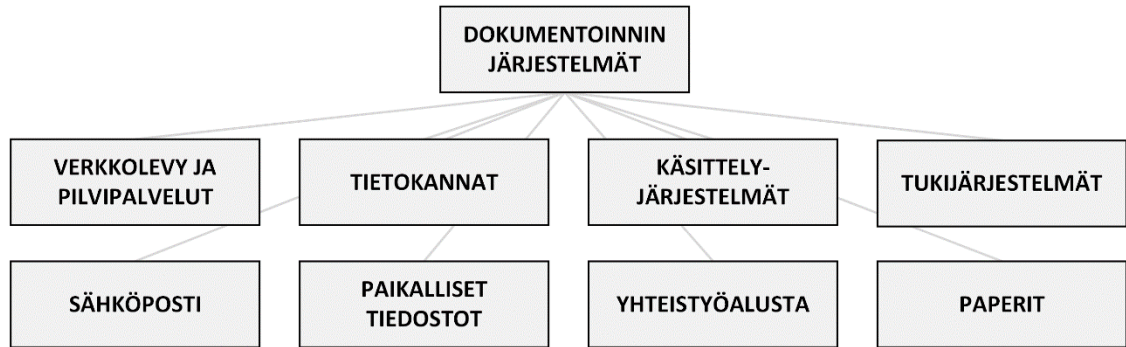 DOKUMENTOINNIN
JÄRJESTELMÄT
VERKKOLEVY JA
PILVIPALVELUT
TIETOKANNAT
KÄSITTELY-
JÄRJESTELMÄT
TUKIJÄRJESTELMÄT
SÄHKÖPOSTI
PAIKALLISET
TIEDOSTOT
YHTEISTYÖALUSTA
PAPERIT